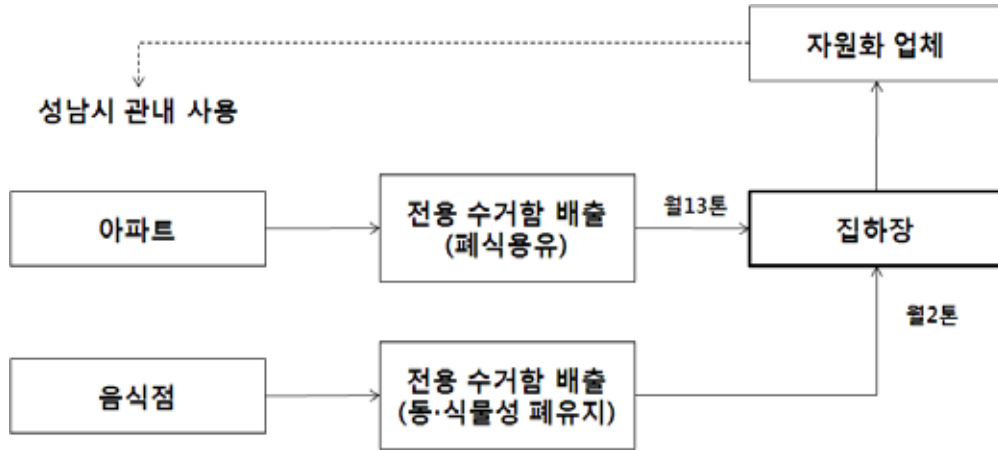 자원화 업체
성남시 관내 사용
아파트
전용 수거함 배출
(폐식용유)
월13톤
집하장
월2톤
음식점
전용 수거함 배출
(동·식물성 폐유지)